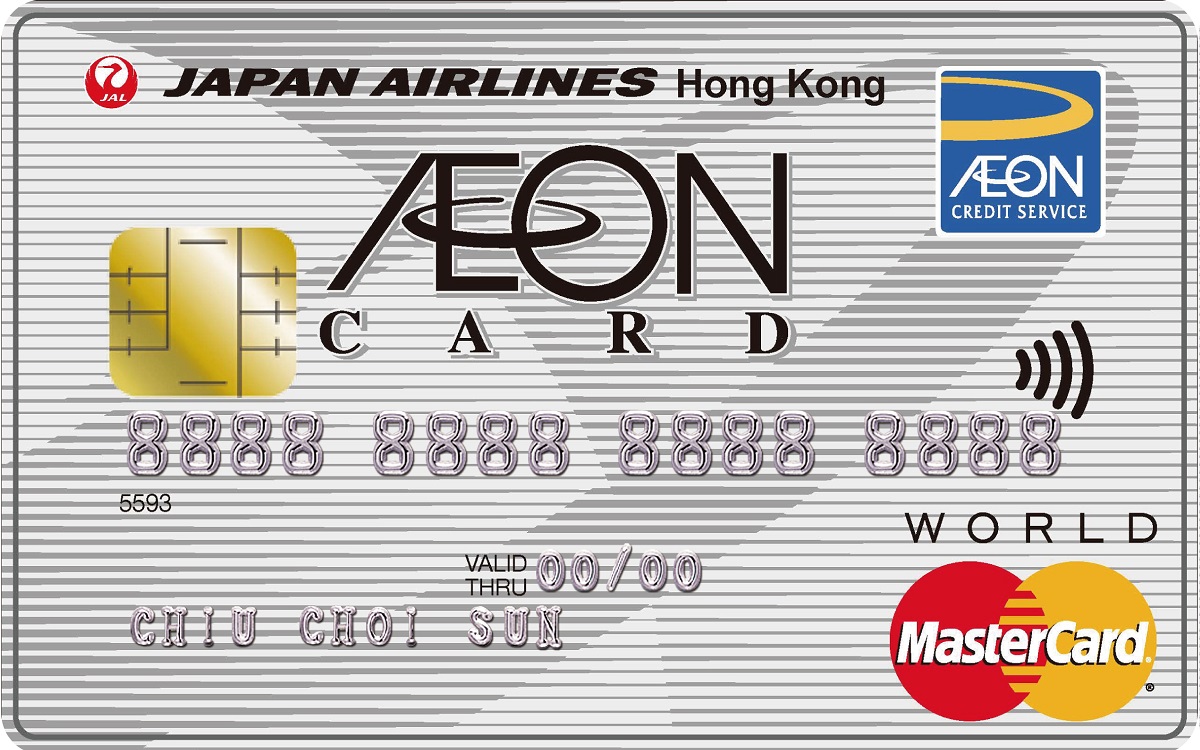 JAL JAPAN AIRLINES Hong Kong
ÆON
CREDIT SERVICE
ÆON
CARD
8888 8888 8888 8888
5593
WORLD
VALID THRU 00/00
CHIU CHOI SUN
MasterCard®